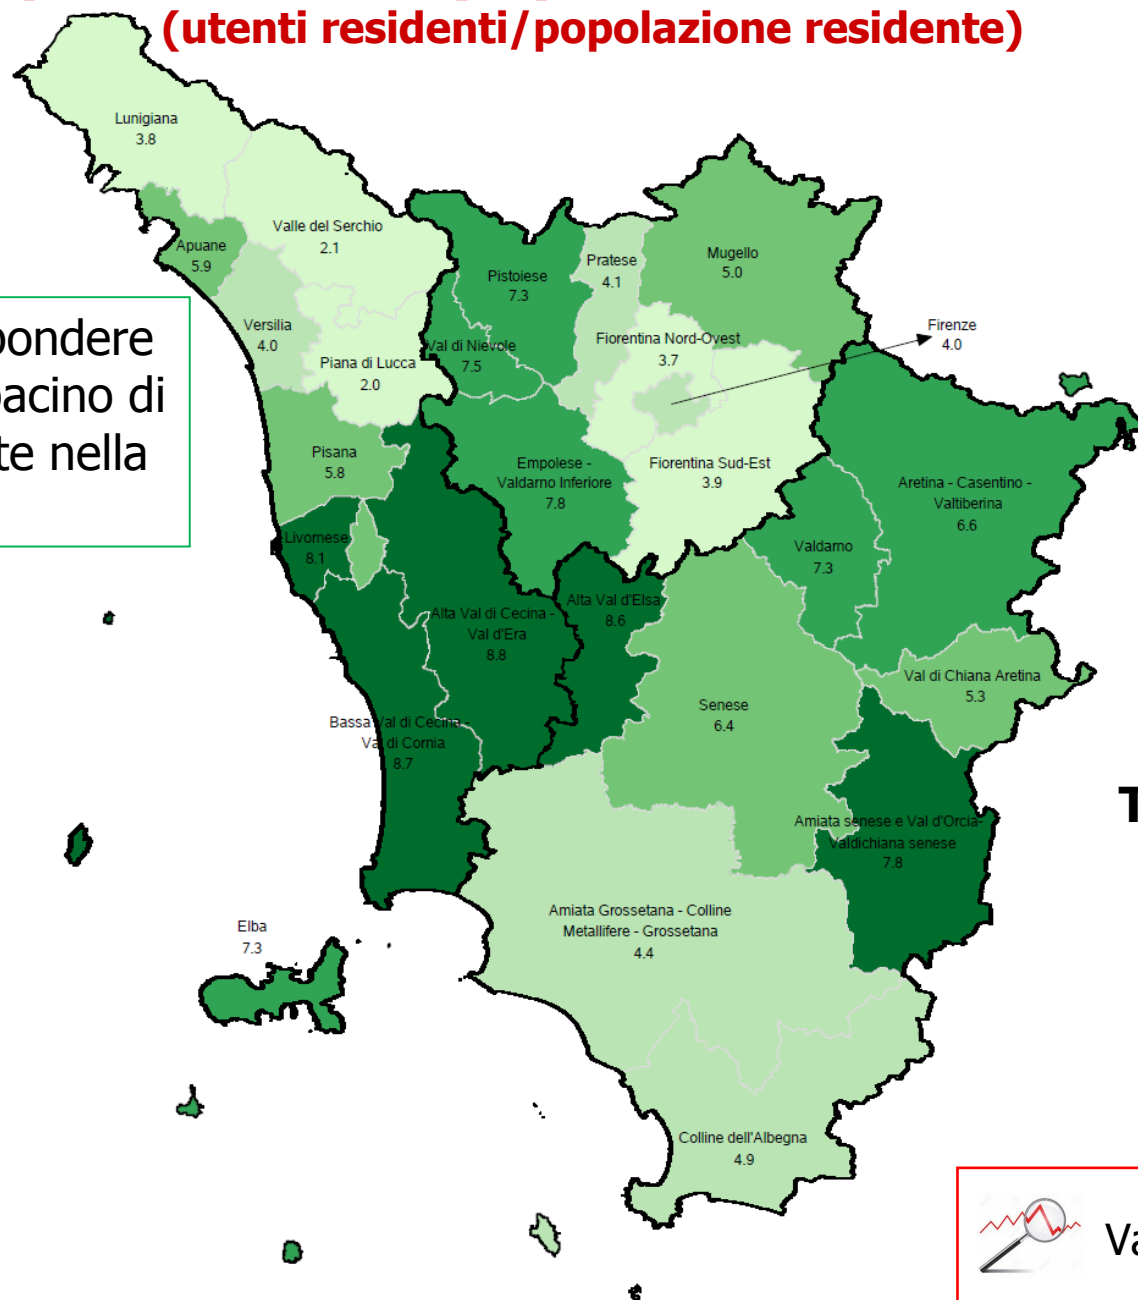 (utenti residenti/popolazione residente)
Lunigiana
3.8
Valle del Serchio
2.1
Apuane
5.9
Pistoiese
7.3
Pratese
4.1
Mugello
5.0
Versilia
4.0
Piana di Lucca
2.0
Val di Nievole
7.5
Fiorentina Nord-Ovest
3.7
Firenze
4.0
pondere
bacino di
te nella
Pisana
5.8
Empolese -
Valdarno Inferiore
7.8
Fiorentina Sud-Est
3.9
Aretina - Casentino -
Valtiberina
6.6
Livornese
8.1
Valdarno
7.3
Alta Val di Cecina -
Val d'Era
8.8
Alta Val d'Elsa
8.6
Val di Chiana Aretina
5.3
Senese
6.4
Bassa Val di Cecina -
Val di Cornia
8.7
T
Amiata senese e Val d'Orcia-
Valdichiana senese
7.8
Amiata Grossetana - Colline
Metallifere - Grossetana
4.4
Elba
7.3
Colline dell'Albegna
4.9
Va